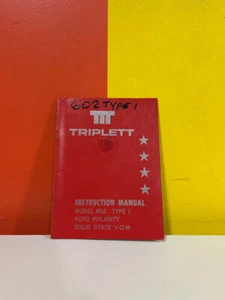 602 TYPE 1
TRIPLETT
INSTRUCTION MANUAL
MODEL 602 TYPE 1
AUTO POLARITY
SOLID STATE V·O·M